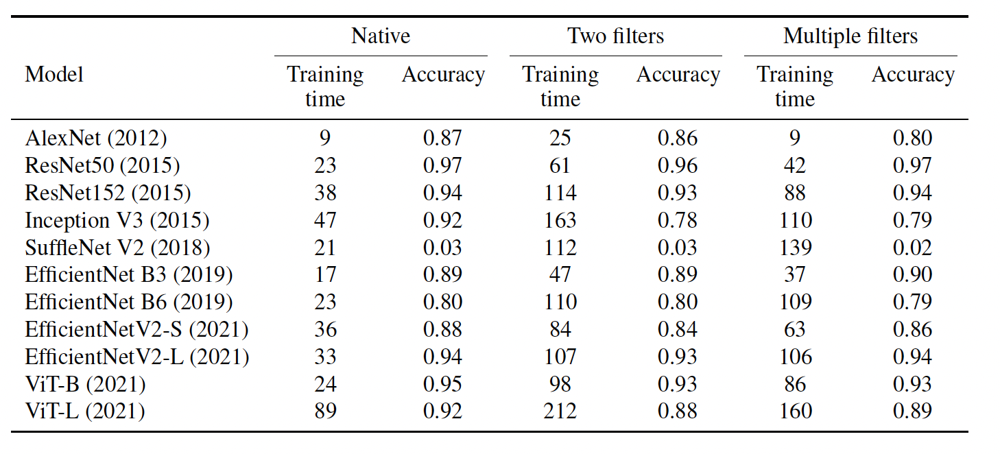 Native Two filters Multiple filters
Model Training time Accuracy Training time Accuracy Training time Accuracy
AlexNet (2012) 9 0.87 25 0.86 9 0.80
ResNet50 (2015) 23 0.97 61 0.96 42 0.97
ResNet152 (2015) 38 0.94 114 0.93 88 0.94
Inception V3 (2015) 47 0.92 163 0.78 110 0.79
SuffleNet V2 (2018) 21 0.03 112 0.03 139 0.02
EfficientNet B3 (2019) 17 0.89 47 0.89 37 0.90
EfficientNet B6 (2019) 23 0.80 110 0.80 109 0.79
EfficientNetV2-S (2021) 36 0.88 84 0.84 63 0.86
EfficientNetV2-L (2021) 33 0.94 107 0.93 106 0.94
ViT-B (2021) 24 0.95 98 0.93 86 0.93
ViT-L (2021) 89 0.92 212 0.88 160 0.89